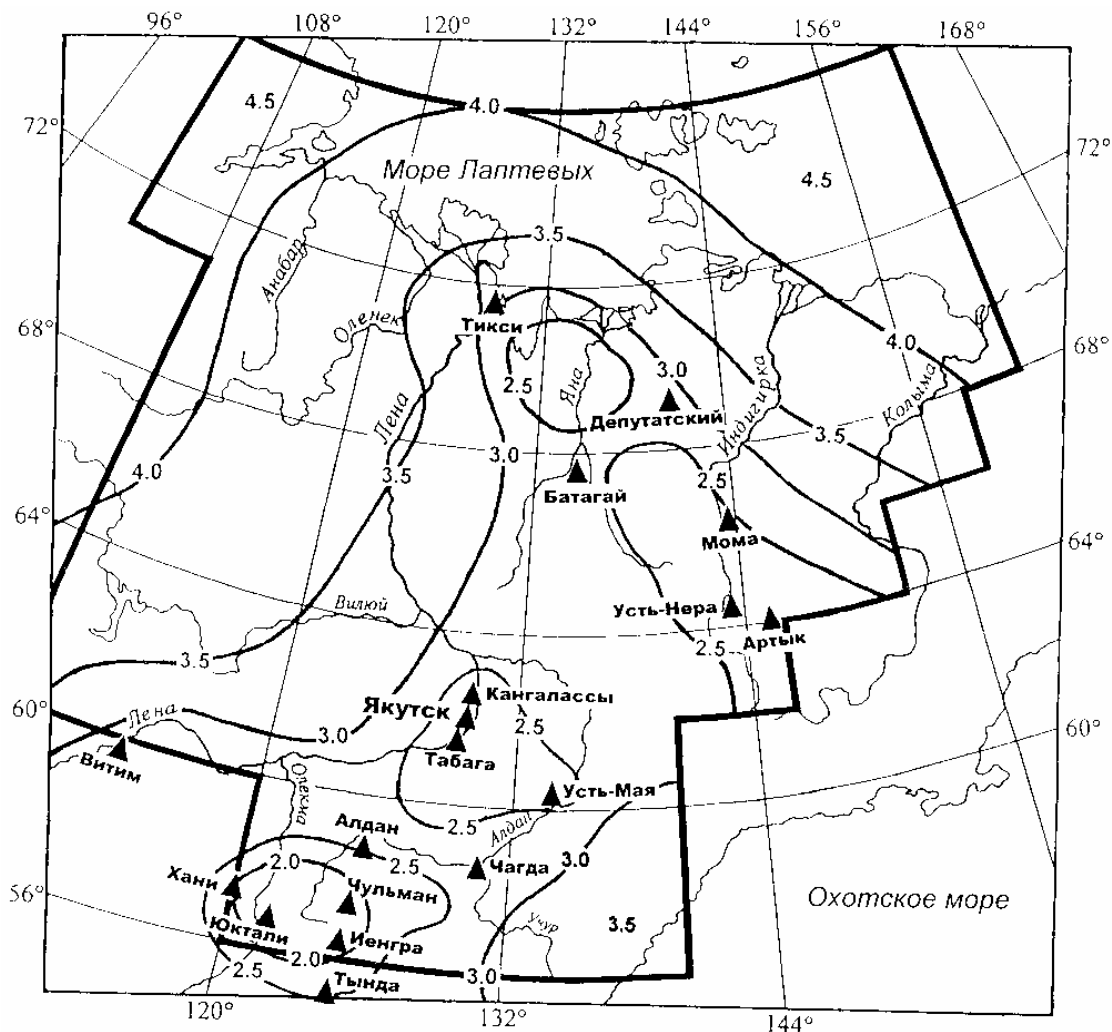 96° 108° 120° 132° 144° 156° 168°
4.5
4.0
72°
72°
Море Лаптевых
4.5
3.5
Анабар
Оленек
Тикси
68°
4.0
68°
3.0
2.5
Яна
Индигирка
Колыма
Лена
Депутатский
3.0
3.5
4.0
3.5
Батагай
2.5
64°
Мома
64°
Вилюй
Усть-Нера
Артык
2.5
3.5
Кангалассы
60°
Лена
Якутск
2.5
60°
3.0
Табага
Витим
Усть-Мая
Олекма
2.5
Алдан
Алдан
3.0
2.0
2.5
Чагда
Хани
Чульман
56°
56°
Охотское море
Учур
3.5
Юктали
Иенгра
2.0
2.5
Тында
3.0
120°
132°
144°